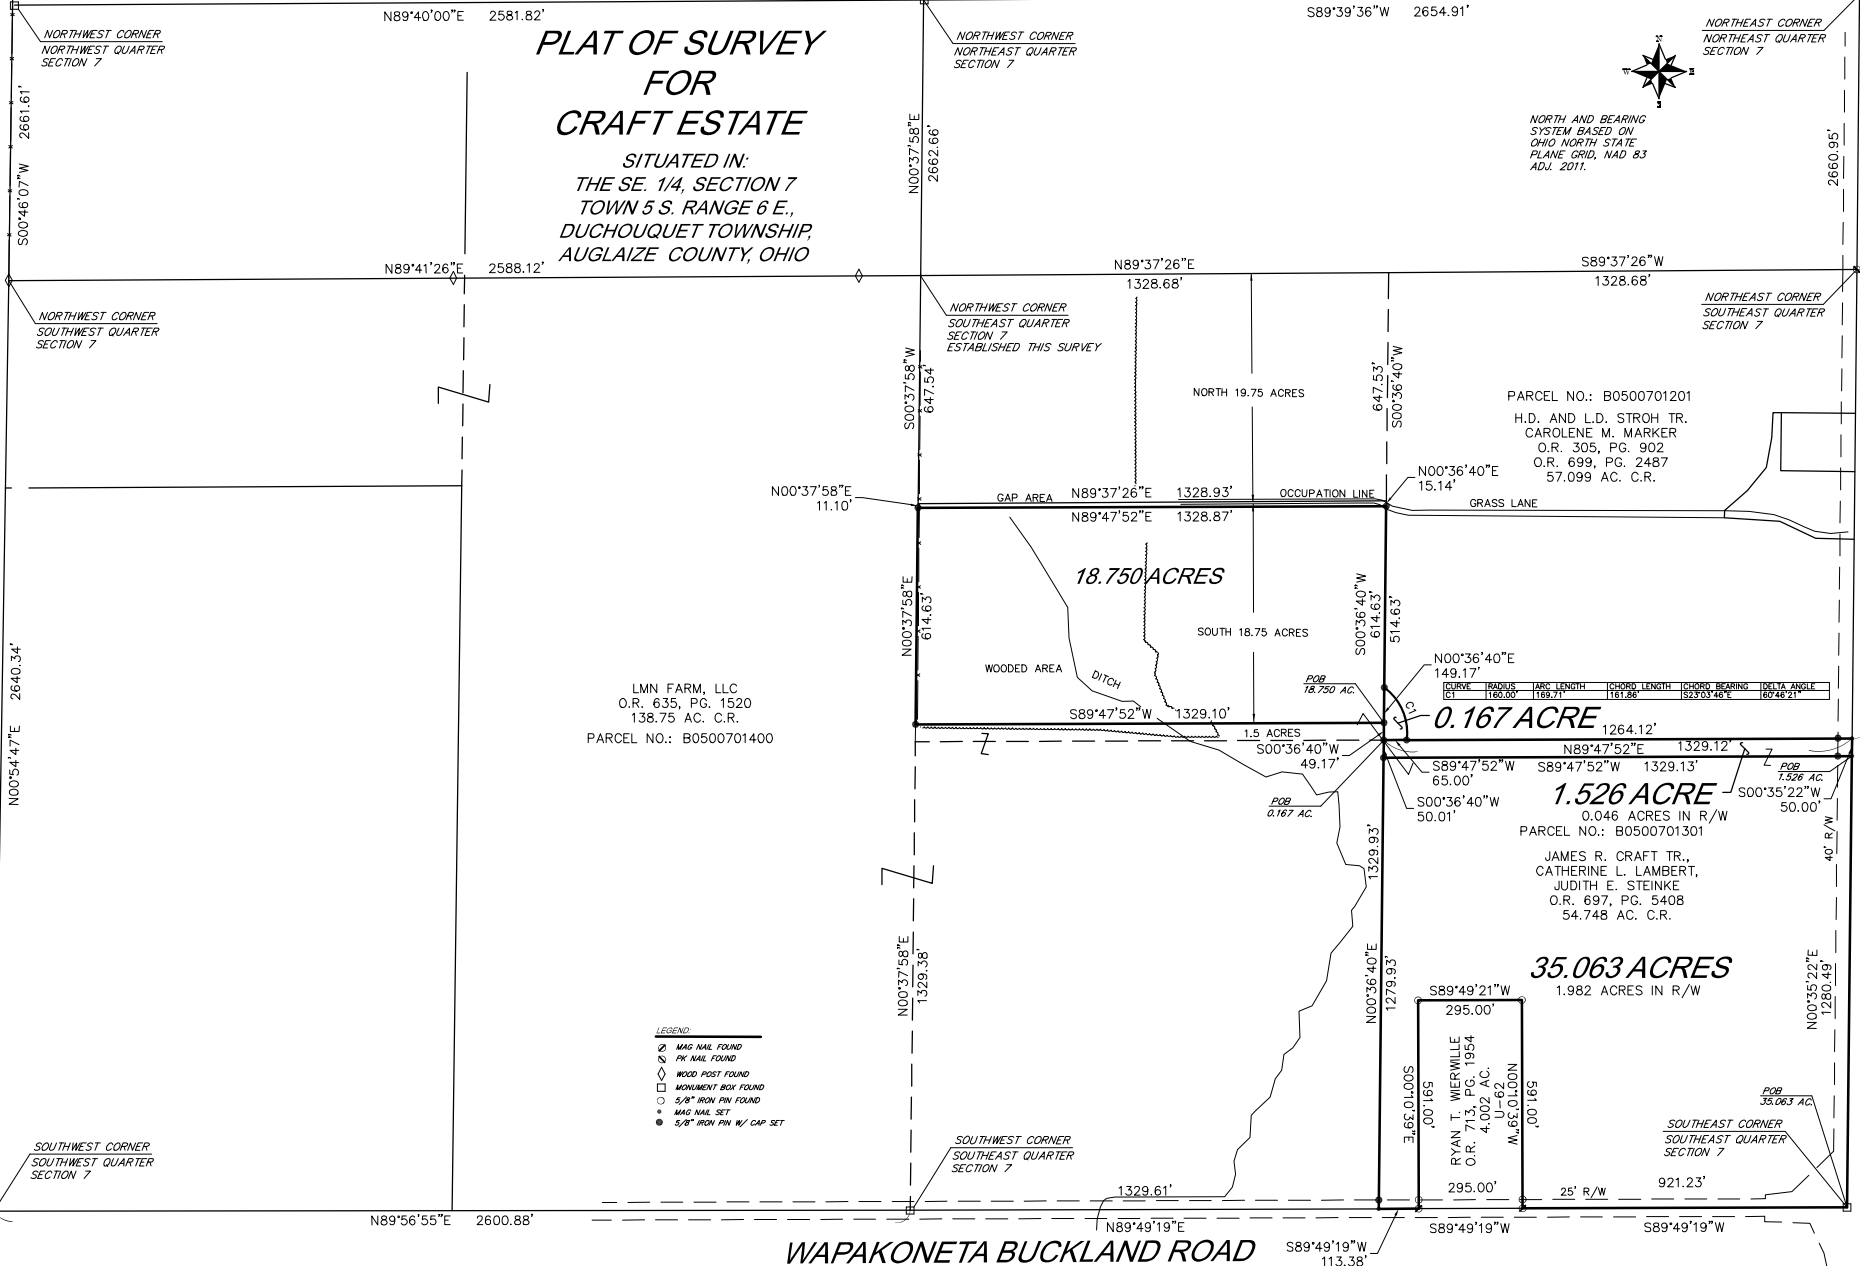 N89°40'00"E 2581.82'
S89°39'36"W 2654.91'
NORTHWEST CORNER
NORTHWEST QUARTER
SECTION 7
PLAT OF SURVEY
FOR
CRAFT ESTATE
SITUATED IN:
THE SE. 1/4, SECTION 7
TOWN 5 S. RANGE 6 E.,
DUCHOUQUET TOWNSHIP,
AUGLAIZE COUNTY, OHIO
NORTHWEST CORNER
NORTHEAST QUARTER
SECTION 7
NORTHEAST CORNER
NORTHEAST QUARTER
SECTION 7
N
W
E
S
NORTH AND BEARING
SYSTEM BASED ON
OHIO NORTH STATE
PLANE GRID, NAD 83
ADJ. 2011.
S00°46'07"W 2661.61'
N00°37'58"E
2662.66'
2660.95'
N89°41'26"E 2588.12'
N89°37'26"E
1328.68'
S89°37'26"W
1328.68'
NORTHWEST CORNER
SOUTHWEST QUARTER
SECTION 7
NORTHWEST CORNER
SOUTHEAST QUARTER
SECTION 7
ESTABLISHED THIS SURVEY
NORTHEAST CORNER
SOUTHEAST QUARTER
SECTION 7
S00°37'58"W
647.54'
NORTH 19.75 ACRES
647.53'
S00°36'40"W
PARCEL NO.: B0500701201
H.D. AND L.D. STROH TR.
CAROLENE M. MARKER
O.R. 305, PG. 902
O.R. 699, PG. 2487
57.099 AC. C.R.
N00°37'58"E
11.10'
GAP AREA
N89°37'26"E 1328.93'
OCCUPATION LINE
N00°36'40"E
15.14'
GRASS LANE
N89°47'52"E 1328.87'
18.750 ACRES
N00°37'58"E
614.63'
SOUTH 18.75 ACRES
S00°36'40"W
614.63'
514.63'
WOODED AREA
DITCH
N00°36'40"E
149.17'
POB
18.750 AC.
CURVE RADIUS ARC LENGTH CHORD LENGTH CHORD BEARING DELTA ANGLE
C1 160.00' 169.71' 161.86' S23°03'46"E 60°46'21"
C1
0.167 ACRE
1264.12'
S89°47'52"W 1329.10'
1.5 ACRES
S00°36'40"W
49.17'
N89°47'52"E 1329.12'
S89°47'52"W
65.00'
S89°47'52"W 1329.13'
POB
1.526 AC.
POB
0.167 AC.
S00°36'40"W
50.01'
1.526 ACRE
0.046 ACRES IN R/W
S00°35'22"W
50.00'
PARCEL NO.: B0500701301
JAMES R. CRAFT TR.,
CATHERINE L. LAMBERT,
JUDITH E. STEINKE
O.R. 697, PG. 5408
54.748 AC. C.R.
40' R/W
N00°54'47"E 2640.34'
LMN FARM, LLC
O.R. 635, PG. 1520
138.75 AC. C.R.
PARCEL NO.: B0500701400
1329.93'
N00°37'58"E
1329.38'
N00°36'40"E
1279.93'
35.063 ACRES
1.982 ACRES IN R/W
N00°35'22"E
1280.49'
S89°49'21"W
295.00'
S00°10'39"E
591.00'
RYAN T. WIERWILLE
O.R. 713, PG. 1954
4.002 AC.
U-62
N00°10'39"W
591.00'
295.00'
LEGEND:
MAG NAIL FOUND
PK NAIL FOUND
WOOD POST FOUND
MONUMENT BOX FOUND
5/8" IRON PIN FOUND
MAG NAIL SET
5/8" IRON PIN W/ CAP SET
POB
35.063 AC.
SOUTHWEST CORNER
SOUTHWEST QUARTER
SECTION 7
SOUTHWEST CORNER
SOUTHEAST QUARTER
SECTION 7
SOUTHEAST CORNER
SOUTHEAST QUARTER
SECTION 7
1329.61'
25' R/W
921.23'
N89°56'55"E 2600.88'
N89°49'19"E
S89°49'19"W
S89°49'19"W
S89°49'19"W
113.38'
WAPAKONETA BUCKLAND ROAD